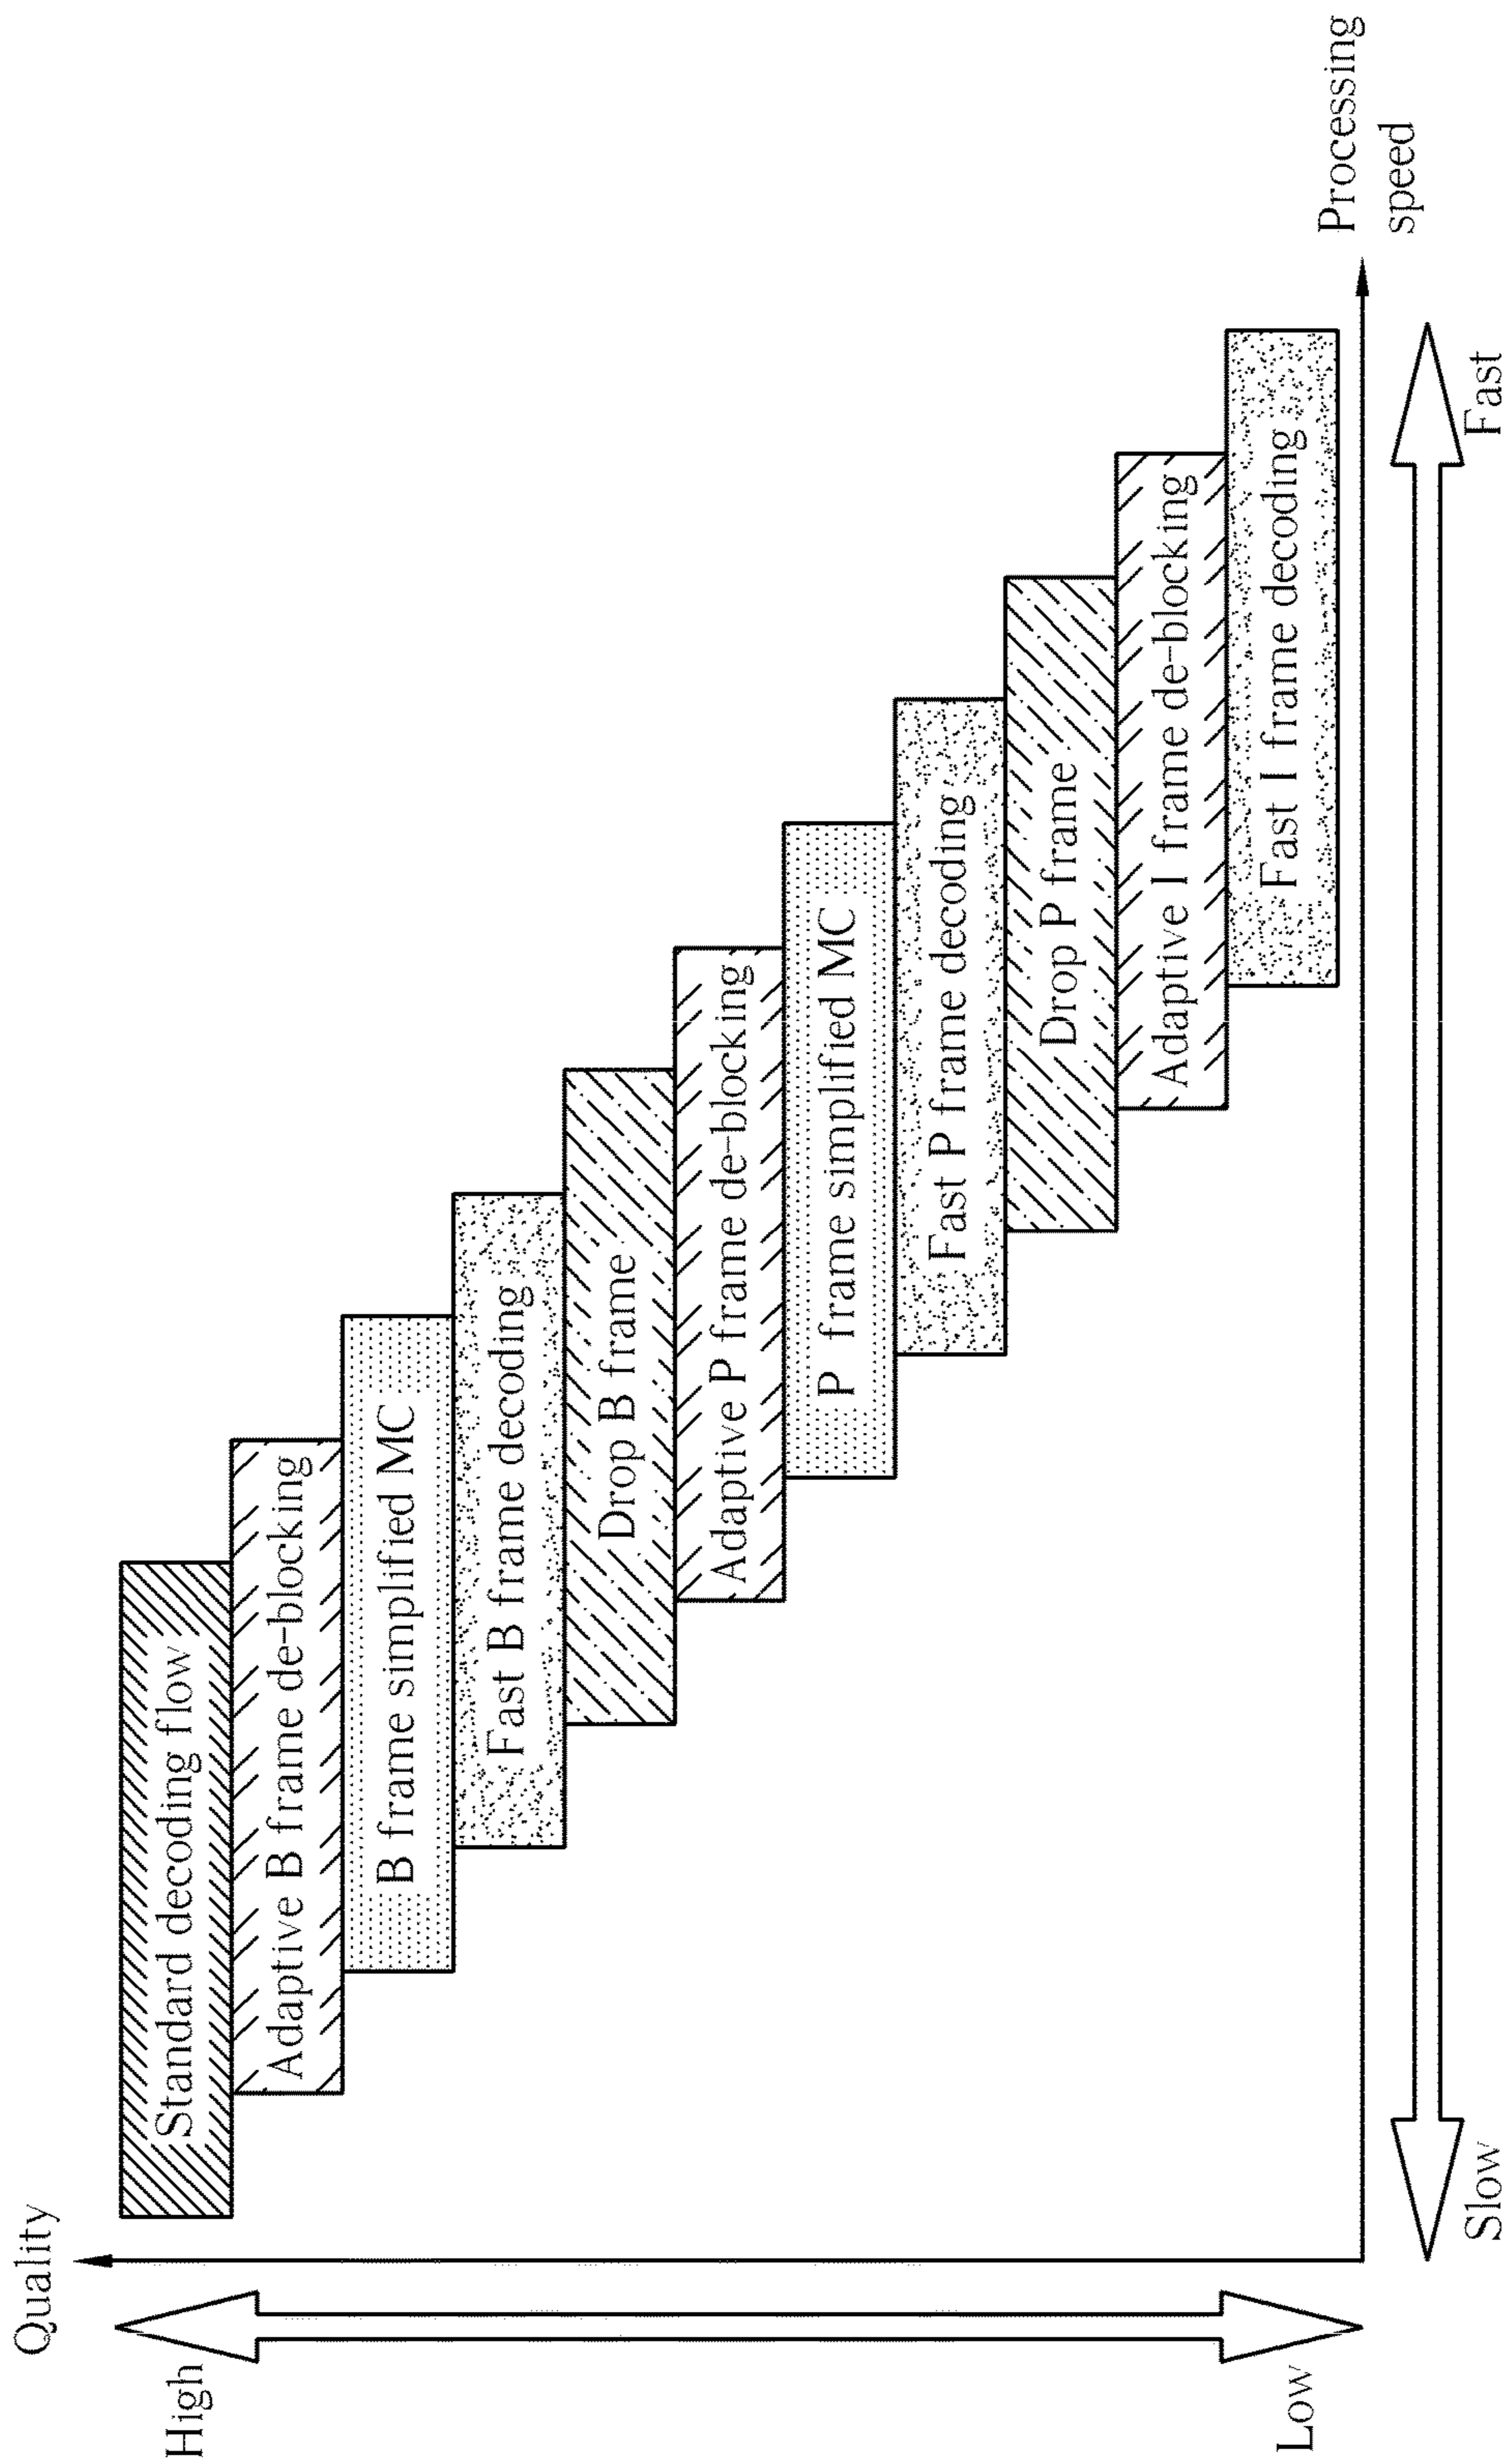 Quality
High
Low
Standard decoding flow
Adaptive B frame de-blocking
B frame simplified MC
Fast B frame decoding
Drop B frame
Adaptive P frame de-blocking
P frame simplified MC
Fast P frame decoding
Drop P frame
Adaptive I frame de-blocking
Fast I frame decoding
Processing
speed
Slow
Fast